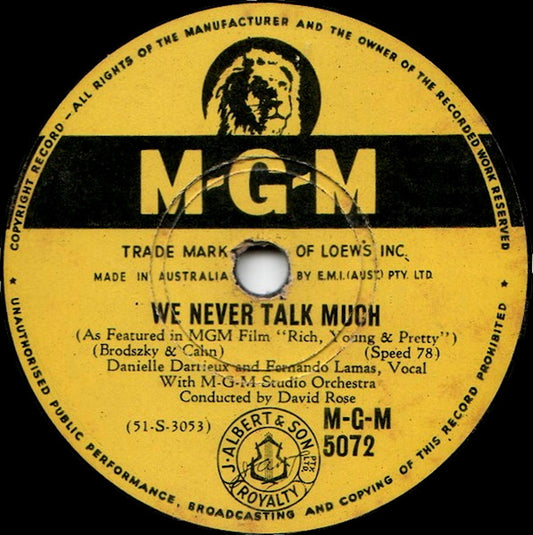 COPYRIGHT RECORD - ALL RIGHTS OF THE MANUFACTURER AND THE OWNER OF THE RECORDED WORK RESERVED
M-G-M
TRADE MARK OF LOEWS INC.
MADE IN AUSTRALIA BY E.M.I.(AUST) PTY. LTD.
WE NEVER TALK MUCH
(As Featured in MGM Film "Rich, Young & Pretty")
(Brodszky & Cahn) (Speed 78)
Danielle Darrieux and Fernando Lamas, Vocal
With M-G-M Studio Orchestra
Conducted by David Rose
(51-S-3053)
M-G-M
5072
J. ALBERT & SON PTY. LTD.
ROYALTY
★ UNAUTHORISED PUBLIC PERFORMANCE, BROADCASTING AND COPYING OF THIS RECORD PROHIBITED ★